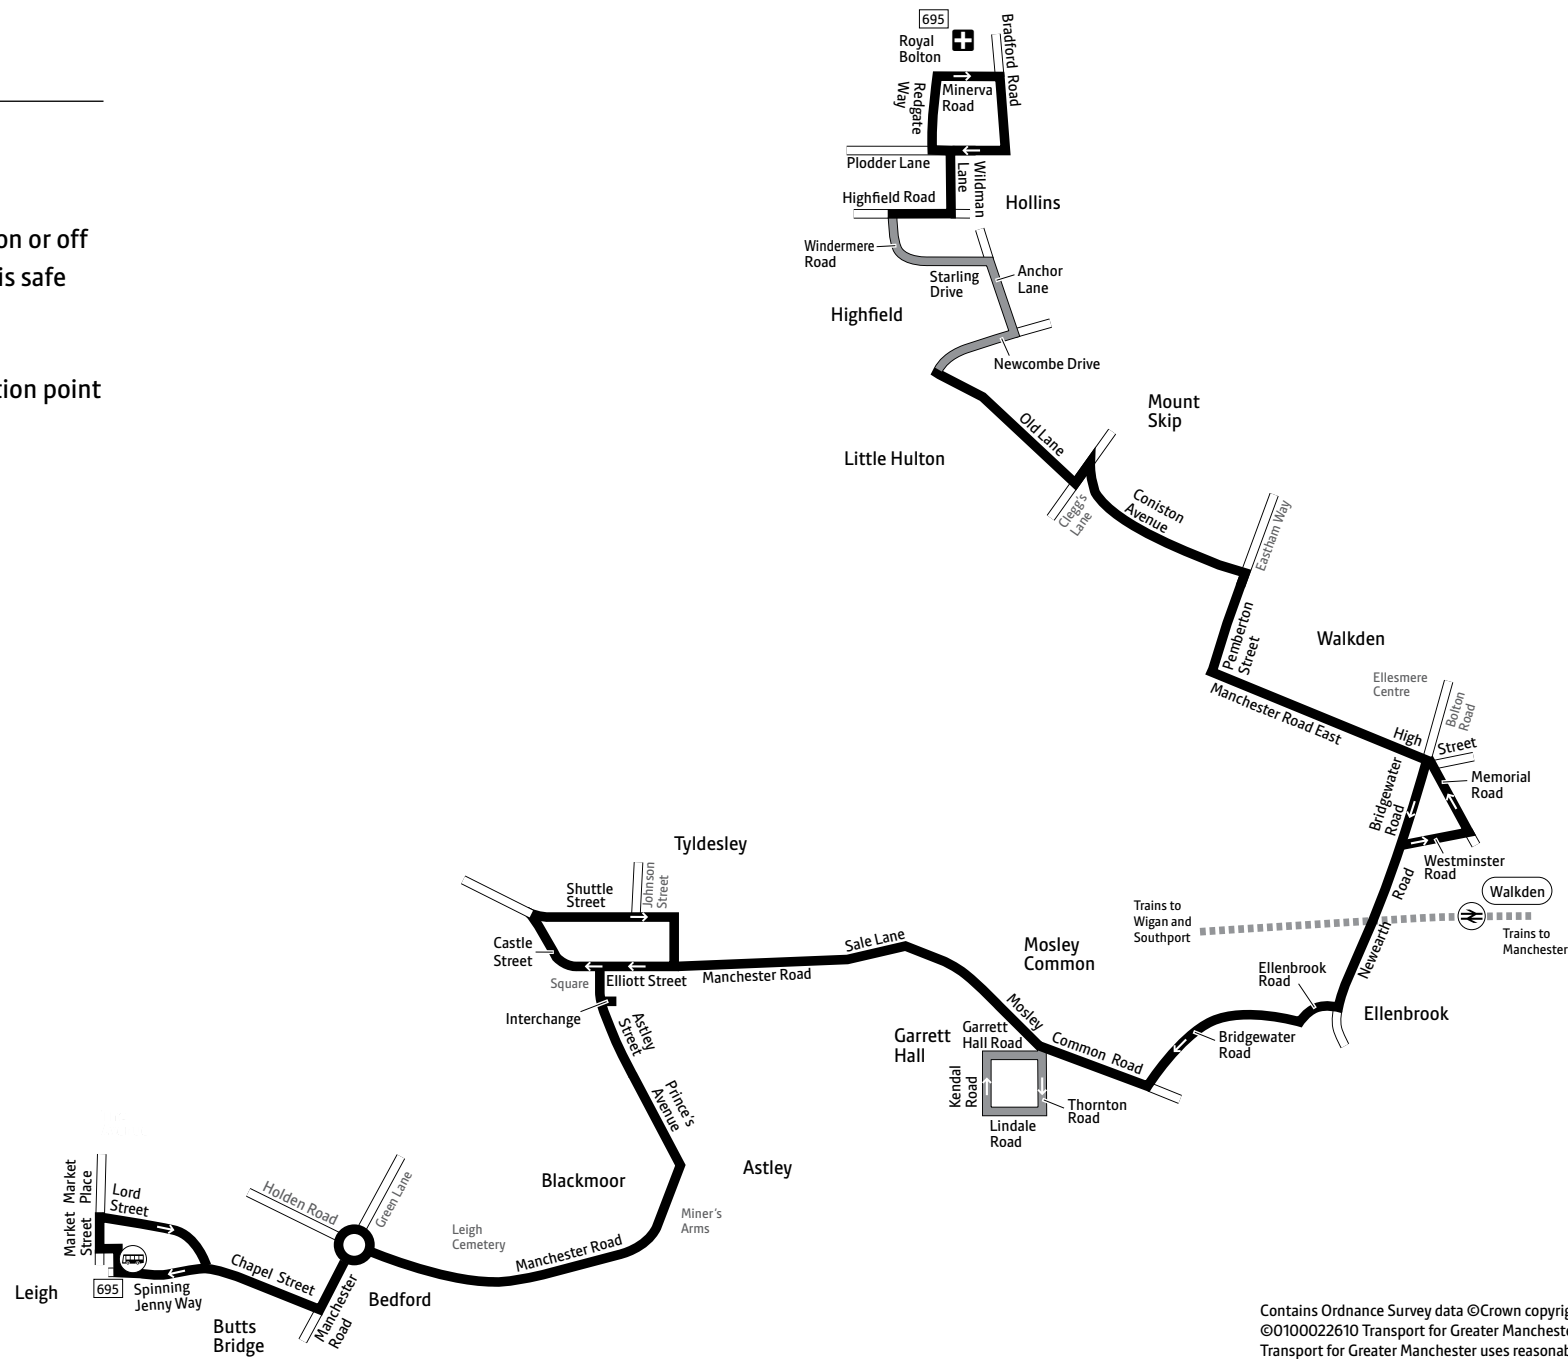 on or off
is safe
tion point
695
Royal
Bolton
Bradford Road
Redgate
Way
Minerva
Road
Plodder Lane
Wildman
Lane
Highfield Road
Hollins
Windermere
Road
Starling
Drive
Anchor
Lane
Highfield
Newcombe Drive
Mount
Skip
Old Lane
Little Hulton
Clegg's
Lane
Coniston
Avenue
Eastham Way
Pemberton
Street
Walkden
Ellesmere
Centre
Bolton
Road
Manchester Road East
High Street
Bridgewater
Road
Memorial
Road
Westminster
Road
Walkden
Trains to
Wigan and
Southport
Trains to
Manchester
Newearth Road
Ellenbrook
Road
Ellenbrook
Bridgewater
Road
Tyldesley
Shuttle
Street
Johnson
Street
Castle
Street
Square
Elliott Street
Manchester Road
Sale Lane
Mosley
Common
Interchange
Astley
Street
Mosley Common Road
Garrett
Hall
Garrett
Hall Road
Kendal
Road
Thornton
Road
Lindale
Road
Prince's
Avenue
Blackmoor
Astley
Miner's
Arms
Market Place
Market Street
Lord
Street
Holden Road
Green Lane
Leigh
Cemetery
Manchester Road
Chapel Street
Manchester
Road
Bedford
Leigh
695
Spinning
Jenny Way
Butts
Bridge
Contains Ordnance Survey data ©Crown copyrig
©0100022610 Transport for Greater Manchest
Transport for Greater Manchester uses reasonab